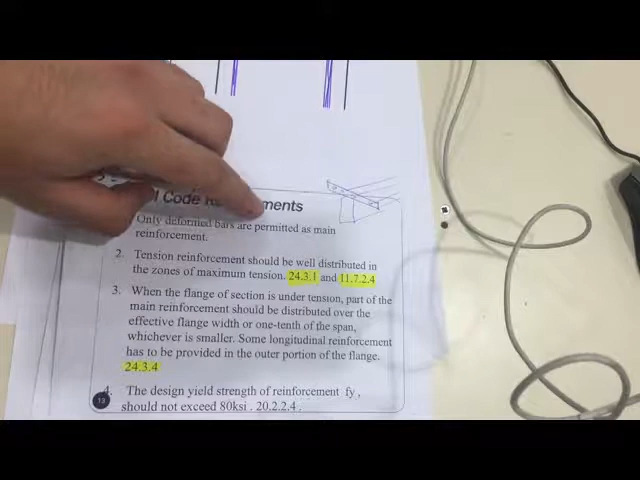 l Code Re ments
Only deformed bars are permitted as main
reinforcement.
2. Tension reinforcement should be well distributed in
the zones of maximum tension. 24.3.1 and 11.7.2.4
3. When the flange of section is under tension, part of the
main reinforcement should be distributed over the
effective flange width or one-tenth of the span,
whichever is smaller. Some longitudinal reinforcement
has to be provided in the outer portion of the flange.
24.3.4
4. The design yield strength of reinforcement fy ,
should not exceed 80ksi . 20.2.2.4 .
13